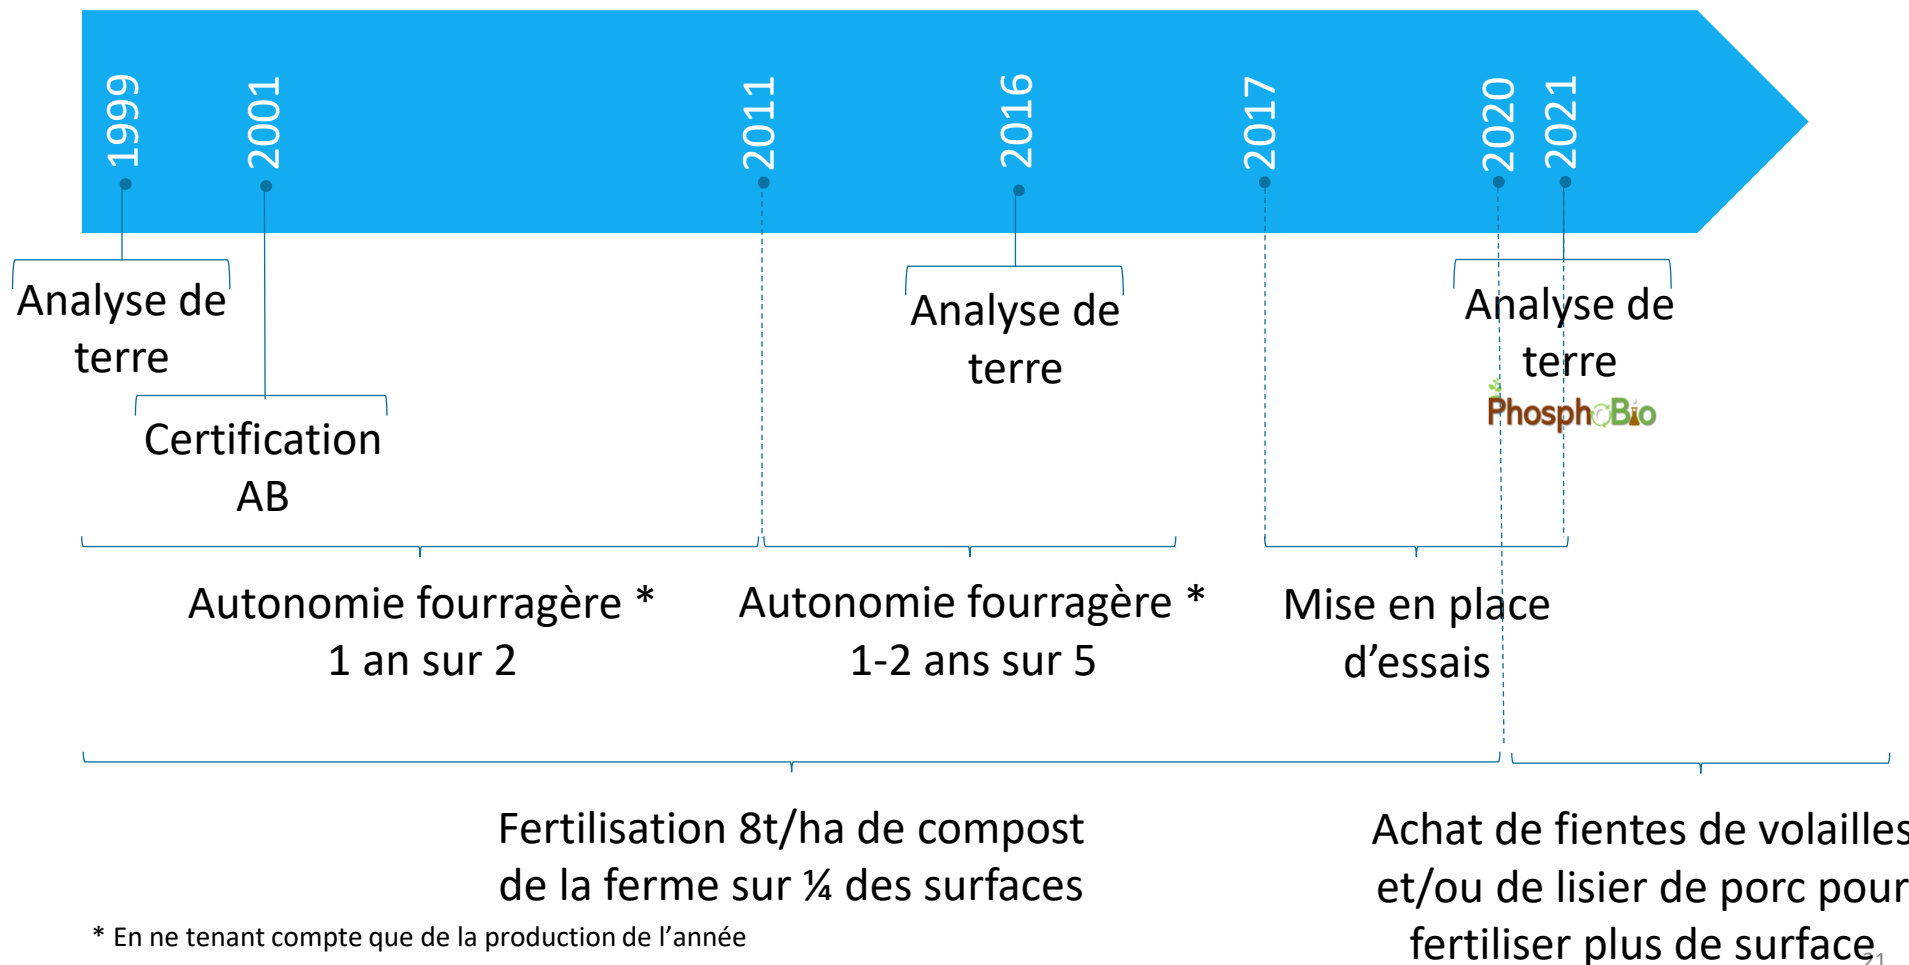 1999
2001
2011
2016
2017
2020
2021
Analyse de
terre
Certification
AB
Analyse de
terre
Analyse de
terre
PhosphoBio
Autonomie fourragère *
1 an sur 2
Autonomie fourragère *
1-2 ans sur 5
Mise en place
d’essais
Fertilisation 8t/ha de compost
de la ferme sur ¼ des surfaces
Achat de fientes de volailles
et/ou de lisier de porc pour
fertiliser plus de surface
* En ne tenant compte que de la production de l’année
21